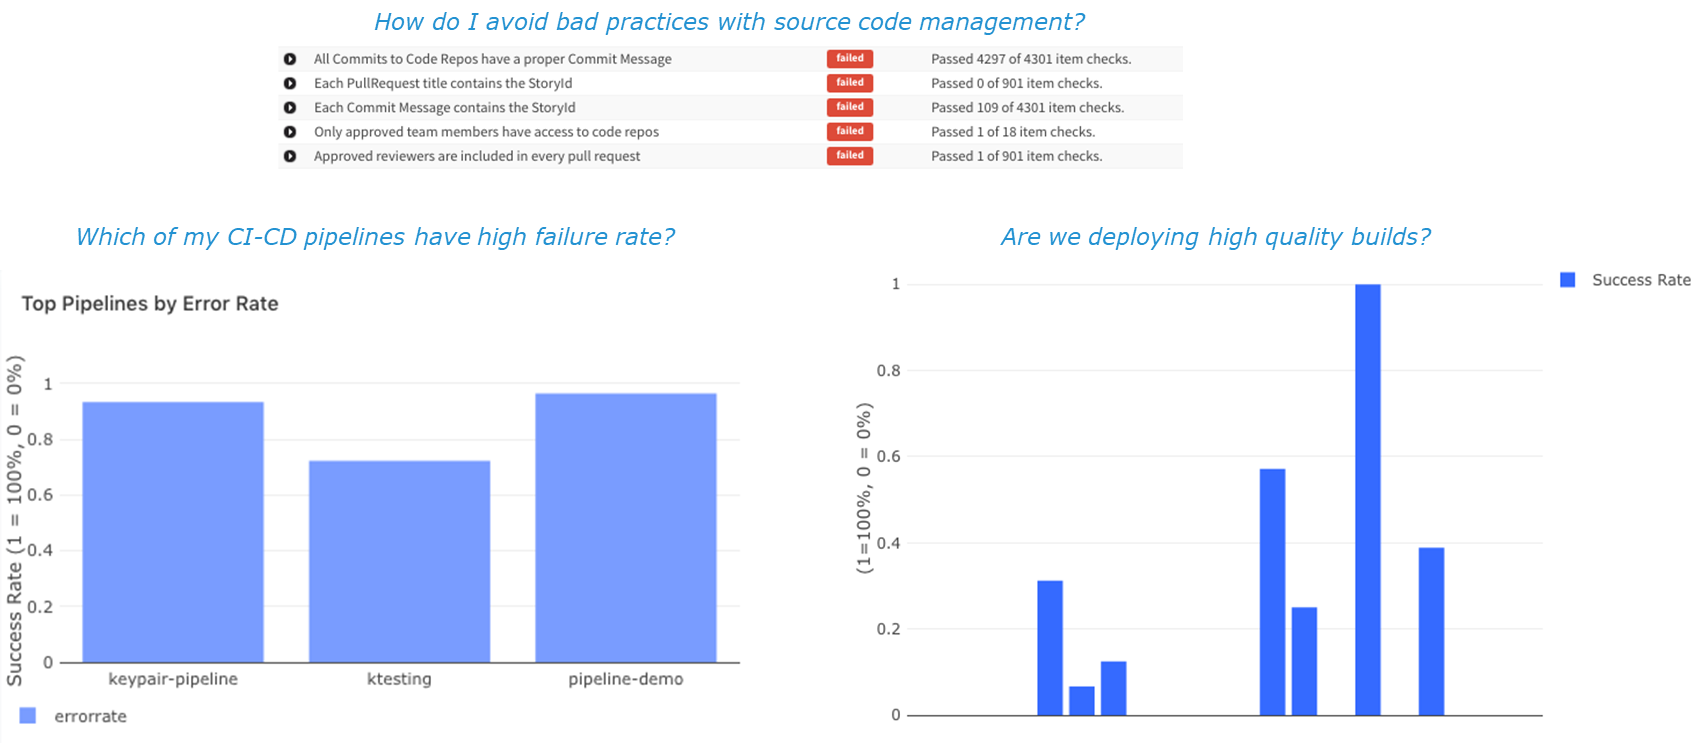 How do I avoid bad practices with source code management?
All Commits to Code Repos have a proper Commit Message failed Passed 4297 of 4301 item checks.
Each PullRequest title contains the StoryId failed Passed 0 of 901 item checks.
Each Commit Message contains the StoryId failed Passed 109 of 4301 item checks.
Only approved team members have access to code repos failed Passed 1 of 18 item checks.
Approved reviewers are included in every pull request failed Passed 1 of 901 item checks.
Which of my CI-CD pipelines have high failure rate?
Top Pipelines by Error Rate
Success Rate (1 = 100%, 0 = 0%)
1
0.8
0.6
0.4
0.2
0
keypair-pipeline ktesting pipeline-demo
errorrate
Are we deploying high quality builds?
Success Rate
(1=100%, 0 = 0%)
1
0.8
0.6
0.4
0.2
0